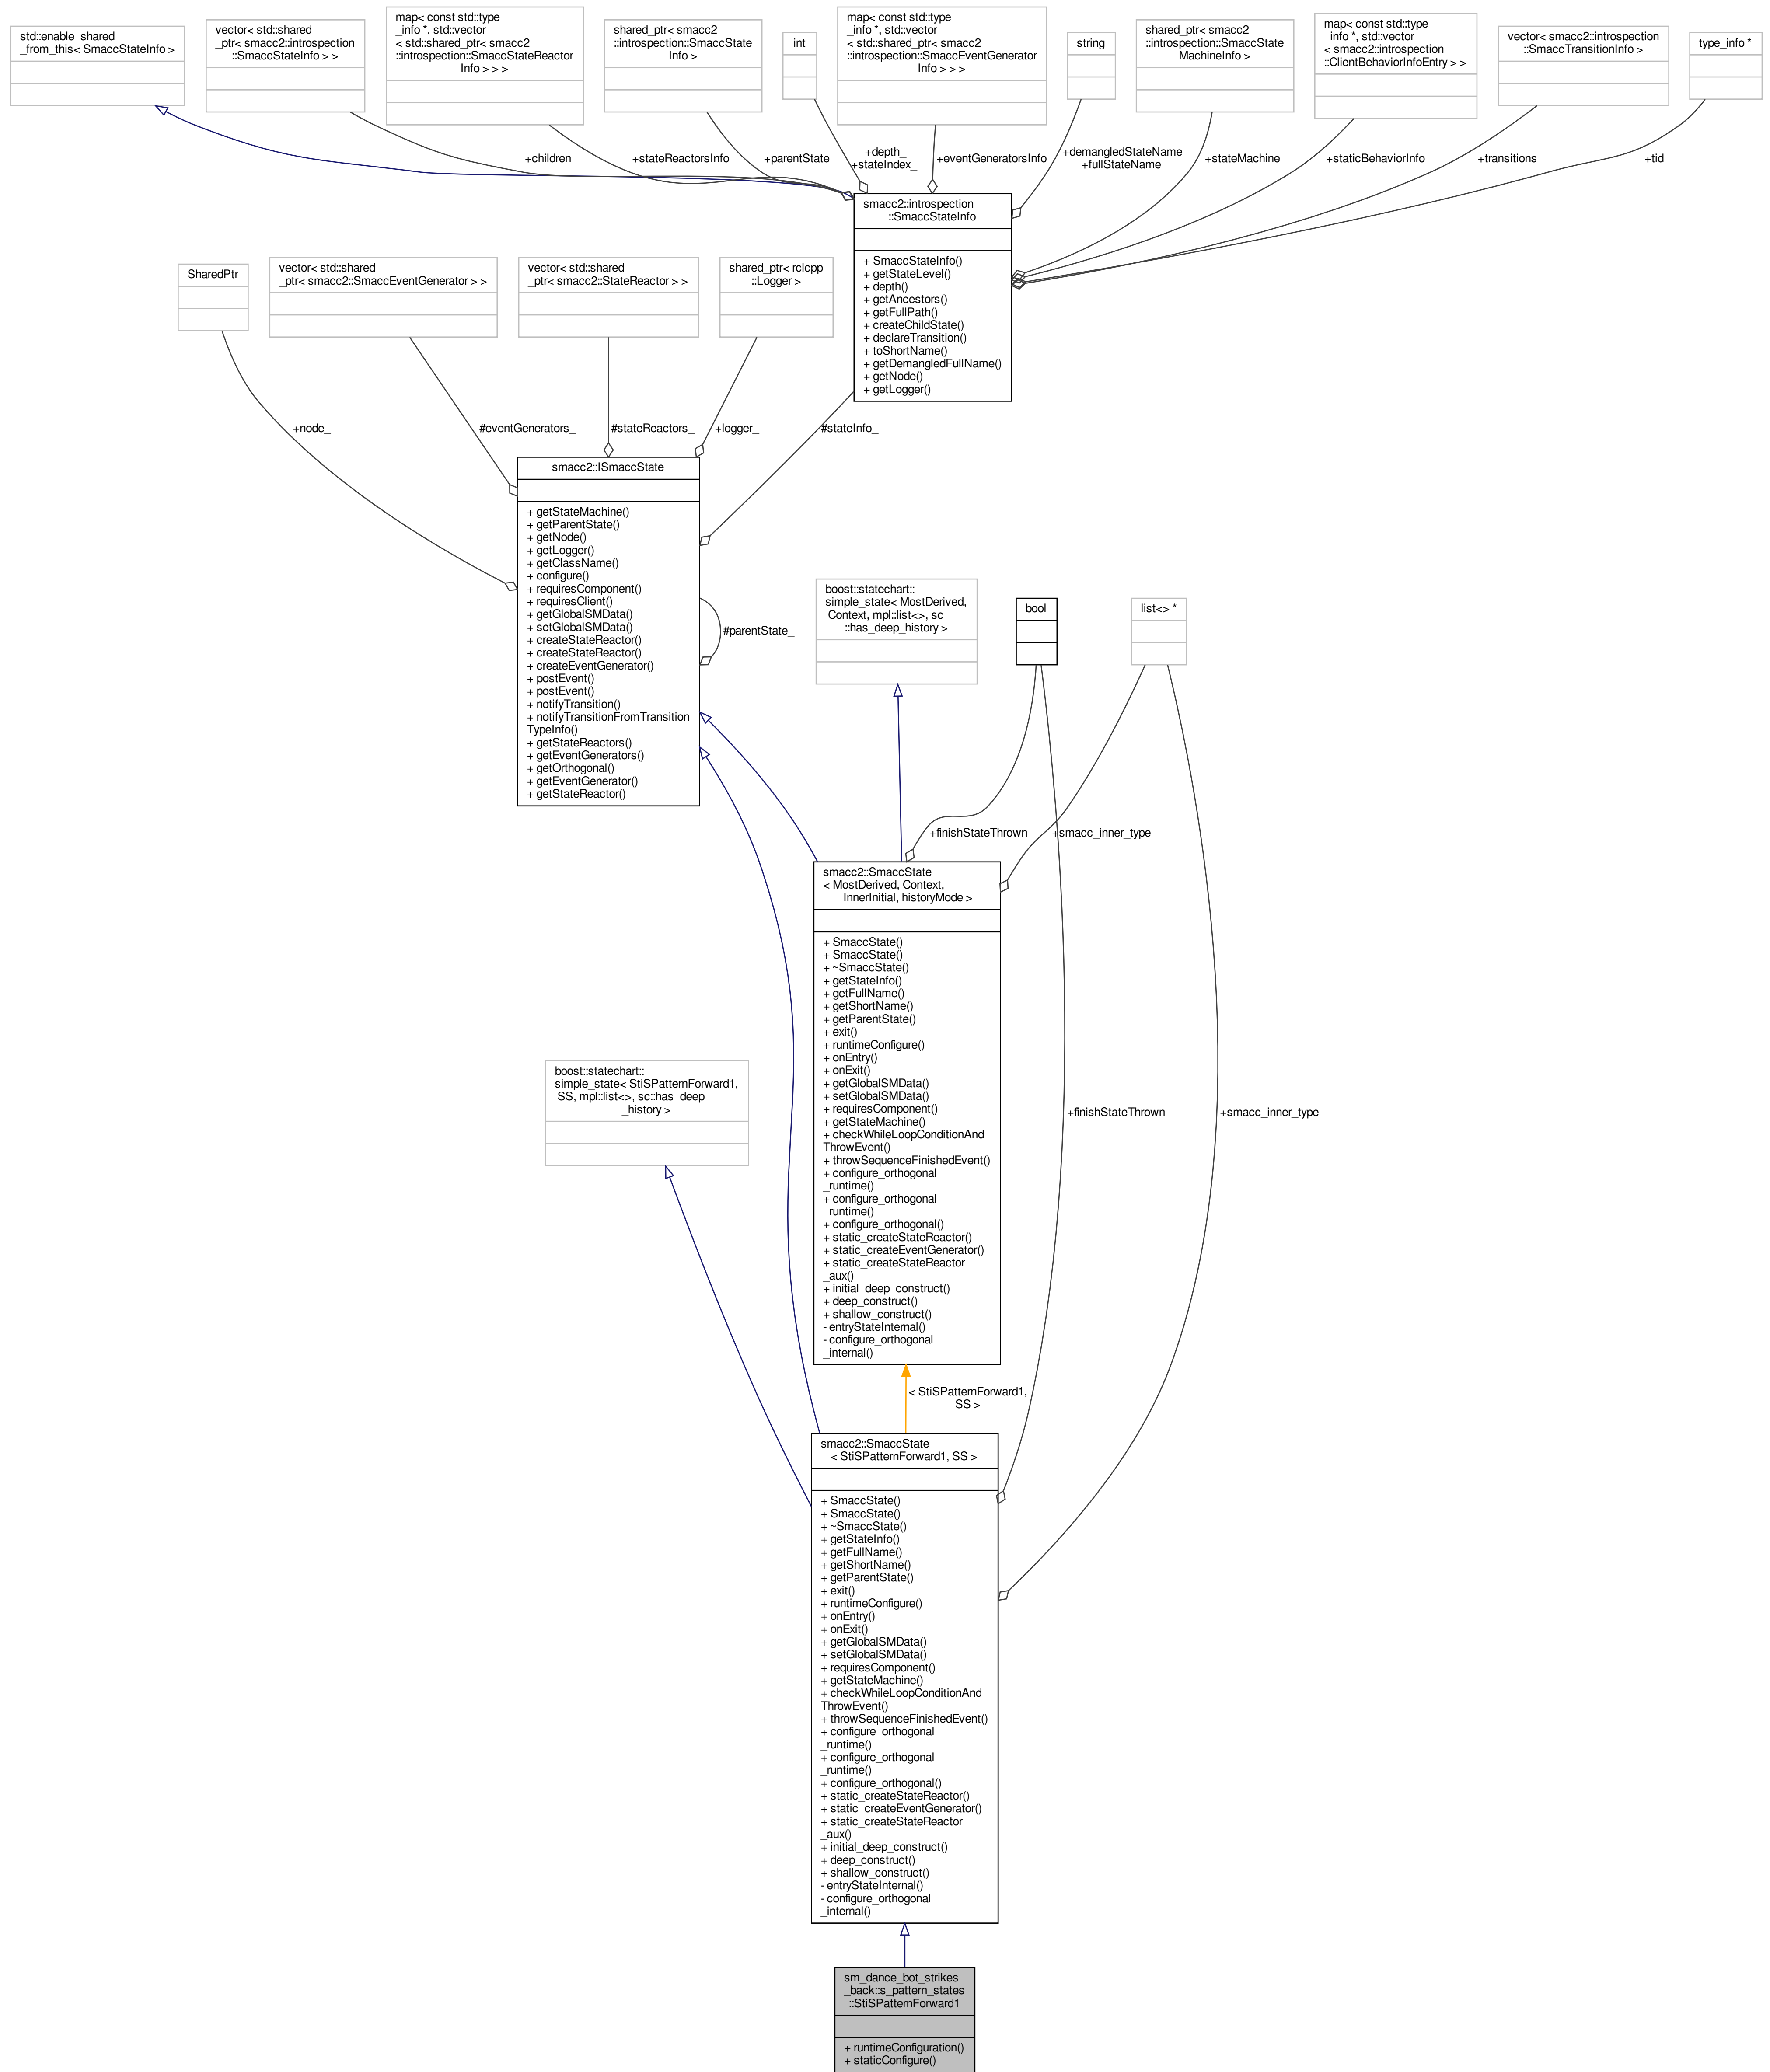 std::enable_shared
_from_this< SmaccStateInfo >
vector< std::shared
_ptr< smacc2::introspection
::SmaccStateInfo > >
map< const std::type
_info *, std::vector
< std::shared_ptr< smacc2
::introspection::SmaccStateReactor
Info > > >
shared_ptr< smacc2
::introspection::SmaccState
Info >
int
map< const std::type
_info *, std::vector
< std::shared_ptr< smacc2
::introspection::SmaccEventGenerator
Info > > >
string
shared_ptr< smacc2
::introspection::SmaccState
MachineInfo >
map< const std::type
_info *, std::vector
< smacc2::introspection
::ClientBehaviorInfoEntry > >
vector< smacc2::introspection
::SmaccTransitionInfo >
type_info *
+children_
+stateReactorsInfo
+parentState_
+depth_
+stateIndex_
+eventGeneratorsInfo
+demangledStateName
+fullStateName
+stateMachine_
+staticBehaviorInfo
+transitions_
+tid_
smacc2::introspection
::SmaccStateInfo
+ SmaccStateInfo()
+ getStateLevel()
+ depth()
+ getAncestors()
+ getFullPath()
+ createChildState()
+ declareTransition()
+ toShortName()
+ getDemangledFullName()
+ getNode()
+ getLogger()
SharedPtr
vector< std::shared
_ptr< smacc2::SmaccEventGenerator > >
vector< std::shared
_ptr< smacc2::StateReactor > >
shared_ptr< rclcpp
::Logger >
+node_
#eventGenerators_
#stateReactors_
+logger_
#stateInfo_
smacc2::ISmaccState
+ getStateMachine()
+ getParentState()
+ getNode()
+ getLogger()
+ getClassName()
+ configure()
+ requiresComponent()
+ requiresClient()
+ getGlobalSMData()
+ setGlobalSMData()
+ createStateReactor()
+ createStateReactor()
+ createEventGenerator()
+ postEvent()
+ postEvent()
+ notifyTransition()
+ notifyTransitionFromTransition
TypeInfo()
+ getStateReactors()
+ getEventGenerators()
+ getOrthogonal()
+ getEventGenerator()
+ getStateReactor()
#parentState_
boost::statechart::
simple_state< MostDerived,
Context, mpl::list<>, sc
::has_deep_history >
bool
list<> *
+finishStateThrown
+smacc_inner_type
smacc2::SmaccState
< MostDerived, Context,
InnerInitial, historyMode >
+ SmaccState()
+ SmaccState()
+ ~SmaccState()
+ getStateInfo()
+ getFullName()
+ getShortName()
+ getParentState()
+ exit()
+ runtimeConfigure()
+ onEntry()
+ onExit()
+ getGlobalSMData()
+ setGlobalSMData()
+ requiresComponent()
+ getStateMachine()
+ checkWhileLoopConditionAnd
ThrowEvent()
+ throwSequenceFinishedEvent()
+ configure_orthogonal
_runtime()
+ configure_orthogonal
_runtime()
+ configure_orthogonal()
+ static_createStateReactor()
+ static_createEventGenerator()
+ static_createStateReactor
_aux()
+ initial_deep_construct()
+ deep_construct()
+ shallow_construct()
- entryStateInternal()
- configure_orthogonal
_internal()
boost::statechart::
simple_state< StiSPatternForward1,
SS, mpl::list<>, sc::has_deep
_history >
+finishStateThrown
+smacc_inner_type
< StiSPatternForward1,
SS >
smacc2::SmaccState
< StiSPatternForward1, SS >
+ SmaccState()
+ SmaccState()
+ ~SmaccState()
+ getStateInfo()
+ getFullName()
+ getShortName()
+ getParentState()
+ exit()
+ runtimeConfigure()
+ onEntry()
+ onExit()
+ getGlobalSMData()
+ setGlobalSMData()
+ requiresComponent()
+ getStateMachine()
+ checkWhileLoopConditionAnd
ThrowEvent()
+ throwSequenceFinishedEvent()
+ configure_orthogonal
_runtime()
+ configure_orthogonal
_runtime()
+ configure_orthogonal()
+ static_createStateReactor()
+ static_createEventGenerator()
+ static_createStateReactor
_aux()
+ initial_deep_construct()
+ deep_construct()
+ shallow_construct()
- entryStateInternal()
- configure_orthogonal
_internal()
sm_dance_bot_strikes
_back::s_pattern_states
::StiSPatternForward1
+ runtimeConfiguration()
+ staticConfigure()